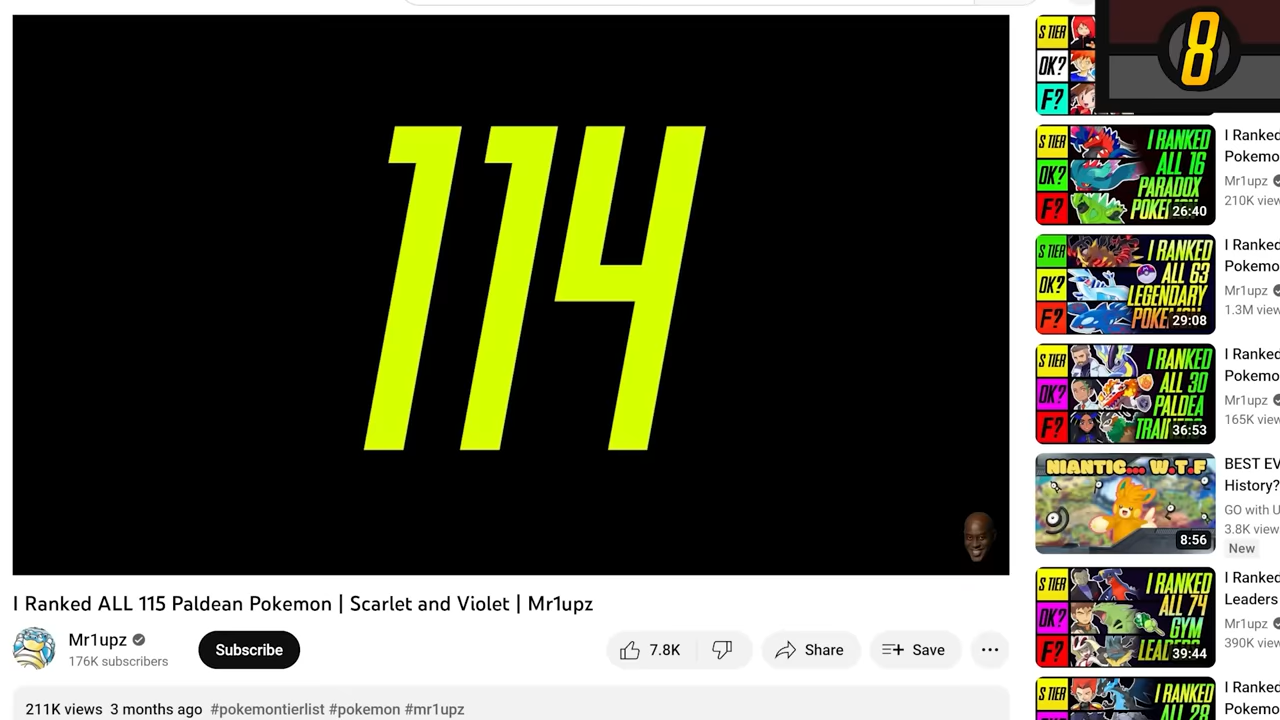 114
I Ranked ALL 115 Paldean Pokemon | Scarlet and Violet | Mr1upz
Mr1upz
176K subscribers
Subscribe
7.8K
Share
Save
211K views 3 months ago #pokemontierlist #pokemon #mr1upz
8
S TIER
OK?
F?
S TIER
OK?
F?
I RANKED
ALL 16
PARADOX
26:40
I Ranked
Pokemo
Mr1upz
210K view
S TIER
OK?
F?
I RANKED
ALL 63
LEGENDARY
29:08
I Ranked
Pokemo
Mr1upz
1.3M view
S TIER
OK?
F?
I RANKED
ALL 30
PALDEA
36:53
I Ranked
Pokemo
Mr1upz
165K view
NIANTIC... W.T.F
8:56
BEST EV
History?
GO with U
3.8K view
New
S TIER
OK?
F?
I RANKED
ALL 74
GYM
39:44
I Ranked
Leaders
Mr1upz
390K view
S TIER
I RANKED
ALL 28
I Ranked
Pokemo